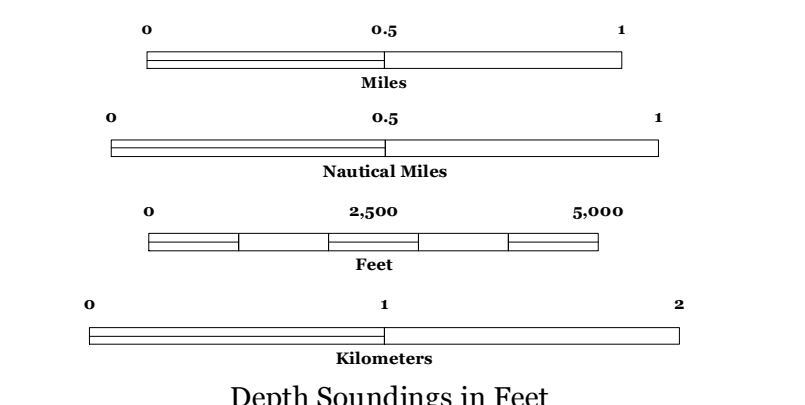 0 0.5 1
Miles
0 0.5 1
Nautical Miles
0 2,500 5,000
Feet
0 1 2
Kilometers
Depth Soundings in Feet